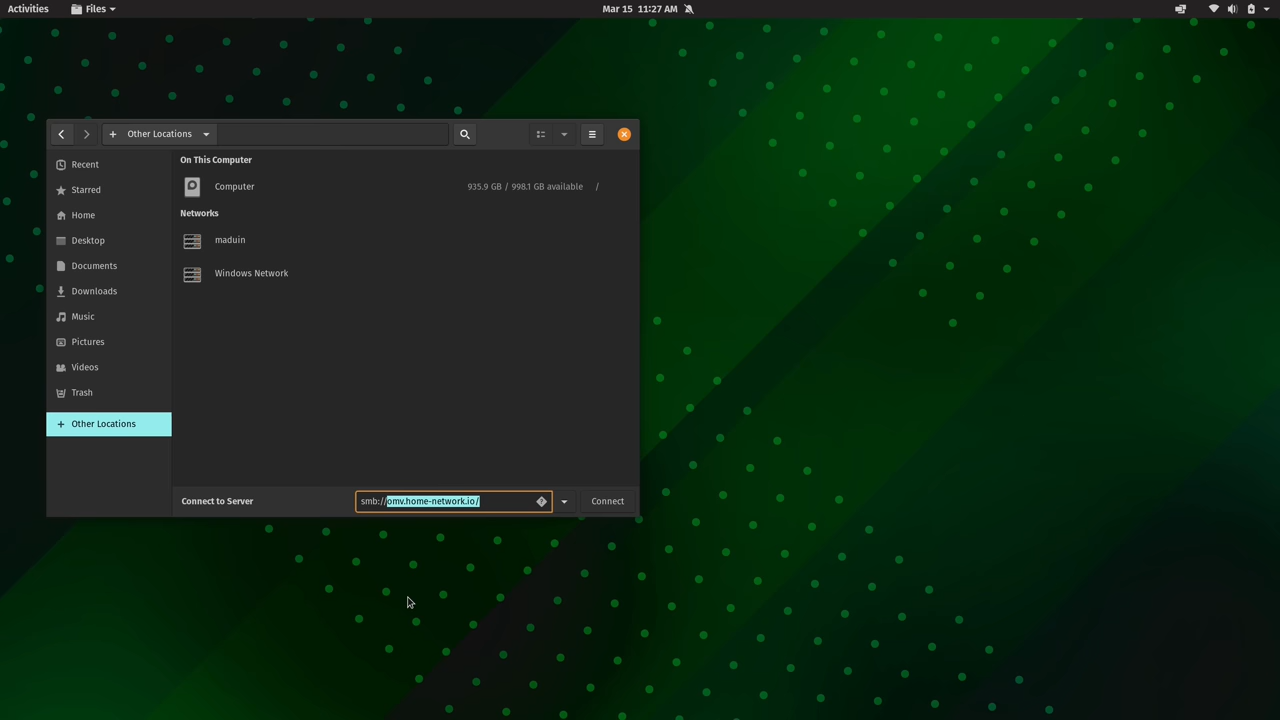 Activities Files Mar 15 11:27 AM
Other Locations
Recent
Starred
Home
Desktop
Documents
Downloads
Music
Pictures
Videos
Trash
Other Locations
On This Computer
Computer 935.9 GB / 998.1 GB available /
Networks
maduin
Windows Network
Connect to Server smb://omv.home-network.io/ Connect